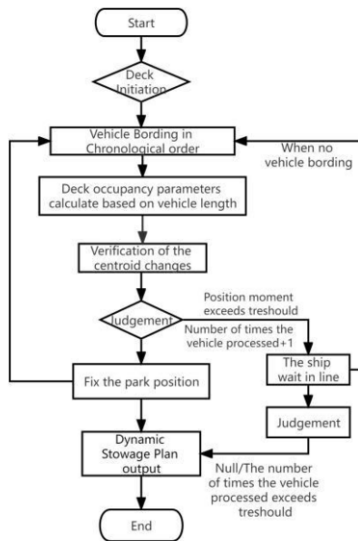 Start
Deck
Initiation
Vehicle Bording in
Chronological order
When no
vehicle bording
Deck occupancy parameters
calculate based on vehicle length
Verification of the
centroid changes
Judgement
Position moment
exceeds treshould
Number of times the
vehicle processed+1
The ship
wait in line
Fix the park position
Judgement
Dynamic
Stowage Plan
output
Null/The number
of times the vehicle
processed exceeds
treshould
End